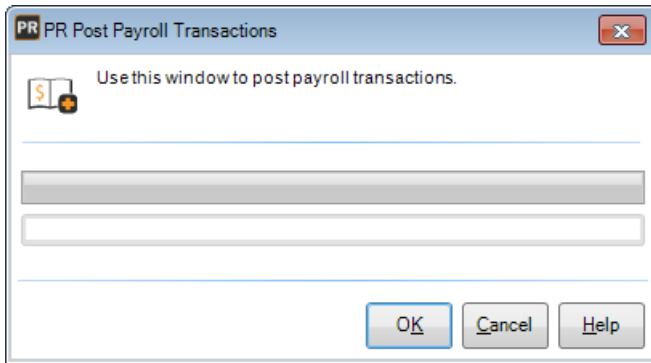 PR PR Post Payroll Transactions
Use this window to post payroll transactions.
$
OK
Cancel
Help